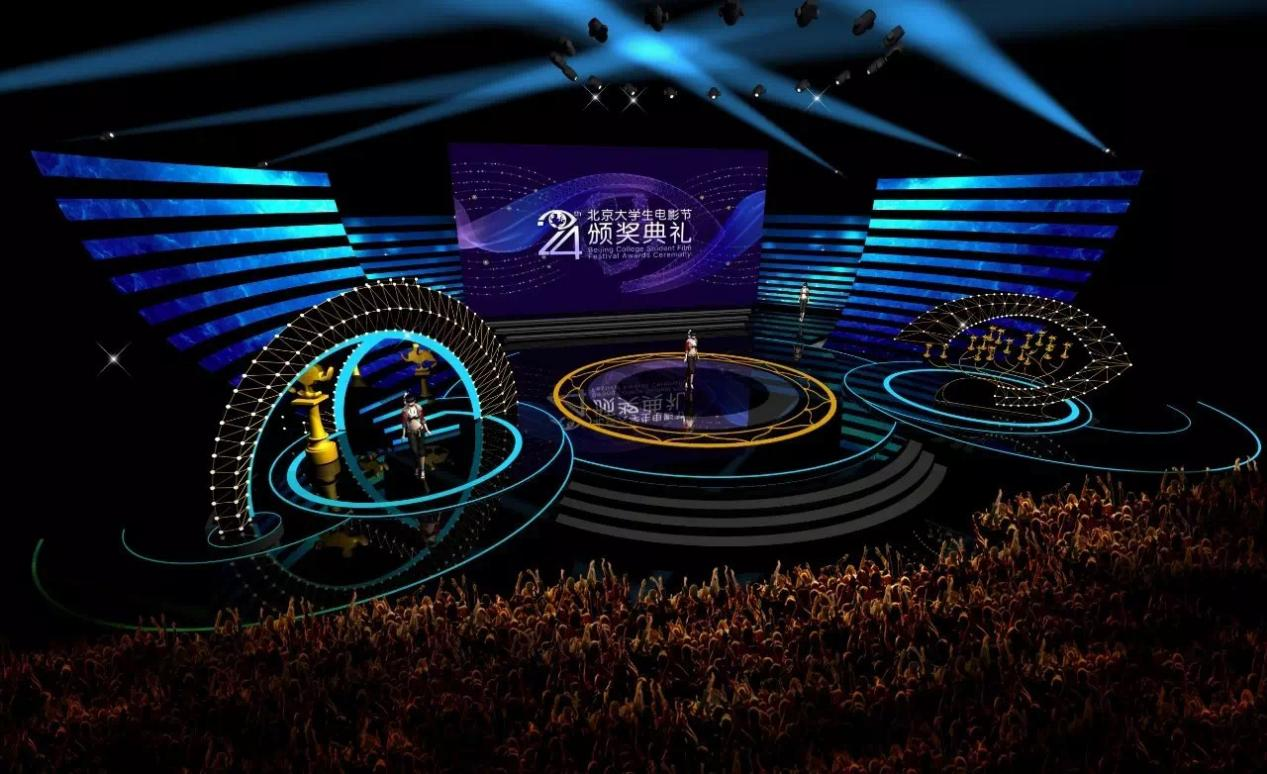 24th
北京大学生电影节
颁奖典礼
Beijing College Student Film
Festival Awards Ceremony